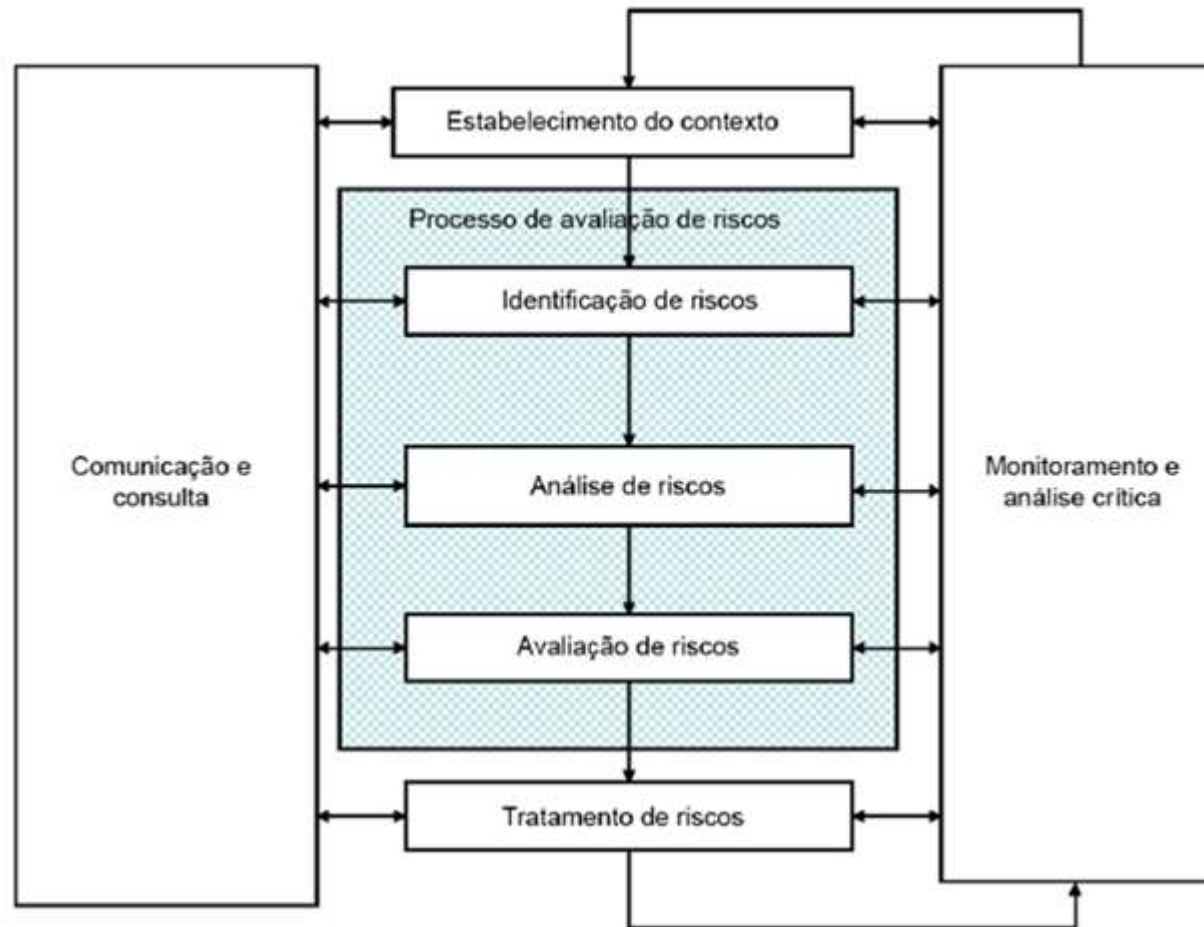 Estabelecimento do contexto
Processo de avaliação de riscos
Identificação de riscos
Comunicação e
consulta
Análise de riscos
Monitoramento e
análise crítica
Avaliação de riscos
Tratamento de riscos